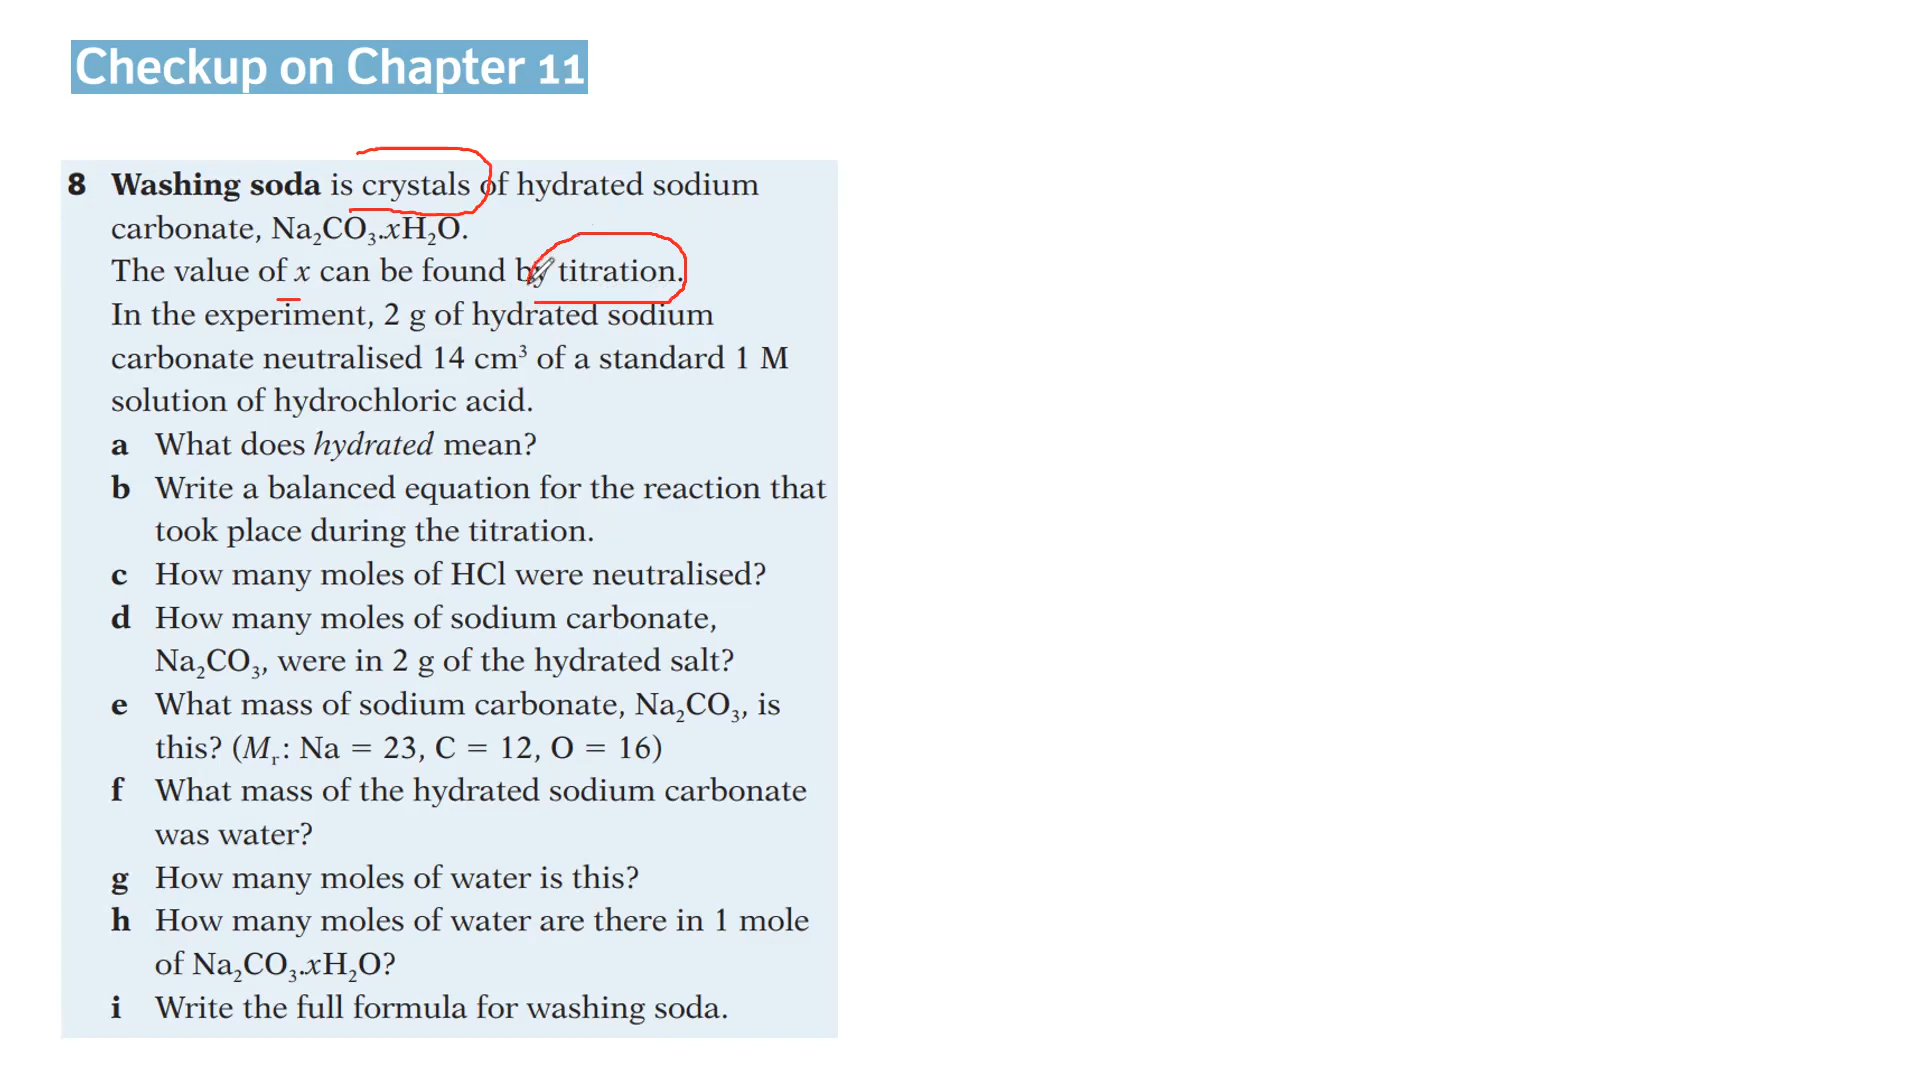 Checkup on Chapter 11
8 Washing soda is crystals of hydrated sodium
carbonate, Na₂CO₃.xH₂O.
The value of x can be found by titration.
In the experiment, 2 g of hydrated sodium
carbonate neutralised 14 cm³ of a standard 1 M
solution of hydrochloric acid.
a What does hydrated mean?
b Write a balanced equation for the reaction that
took place during the titration.
c How many moles of HCl were neutralised?
d How many moles of sodium carbonate,
Na₂CO₃, were in 2 g of the hydrated salt?
e What mass of sodium carbonate, Na₂CO₃, is
this? (Mᵣ: Na = 23, C = 12, O = 16)
f What mass of the hydrated sodium carbonate
was water?
g How many moles of water is this?
h How many moles of water are there in 1 mole
of Na₂CO₃.xH₂O?
i Write the full formula for washing soda.